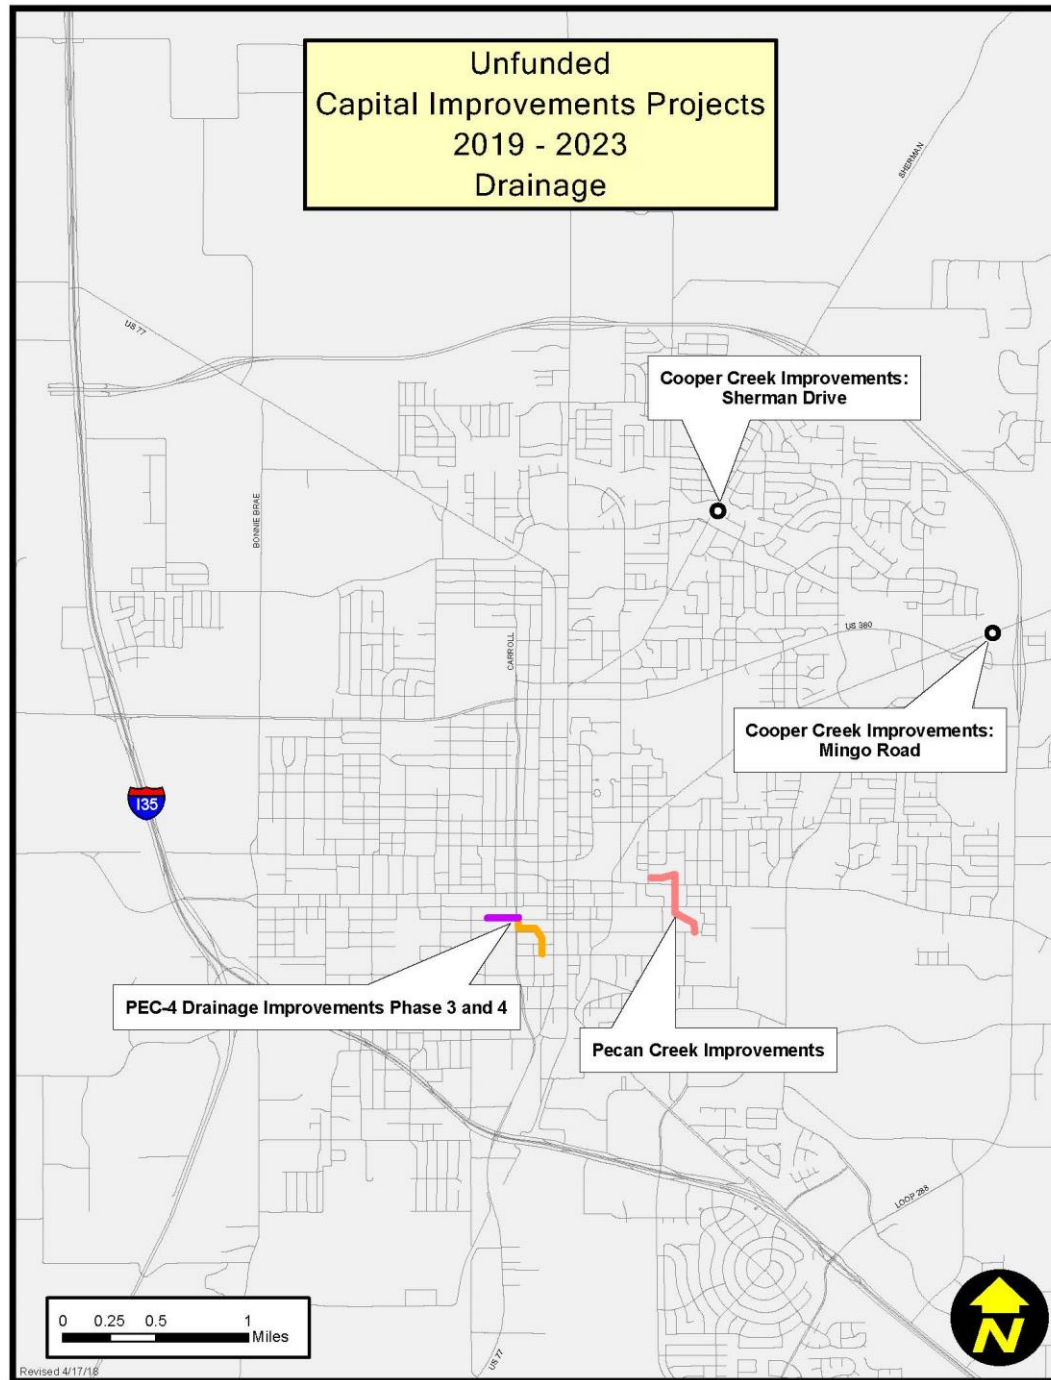 Unfunded
Capital Improvements Projects
2019 - 2023
Drainage
SHERMAN
US 77
Cooper Creek Improvements:
Sherman Drive
BONNIE BRAE
US 380
CARROLL
Cooper Creek Improvements:
Mingo Road
I35
PEC-4 Drainage Improvements Phase 3 and 4
Pecan Creek Improvements
LOOP 288
0 0.25 0.5 1
Miles
US 77
N
Revised 4/17/18